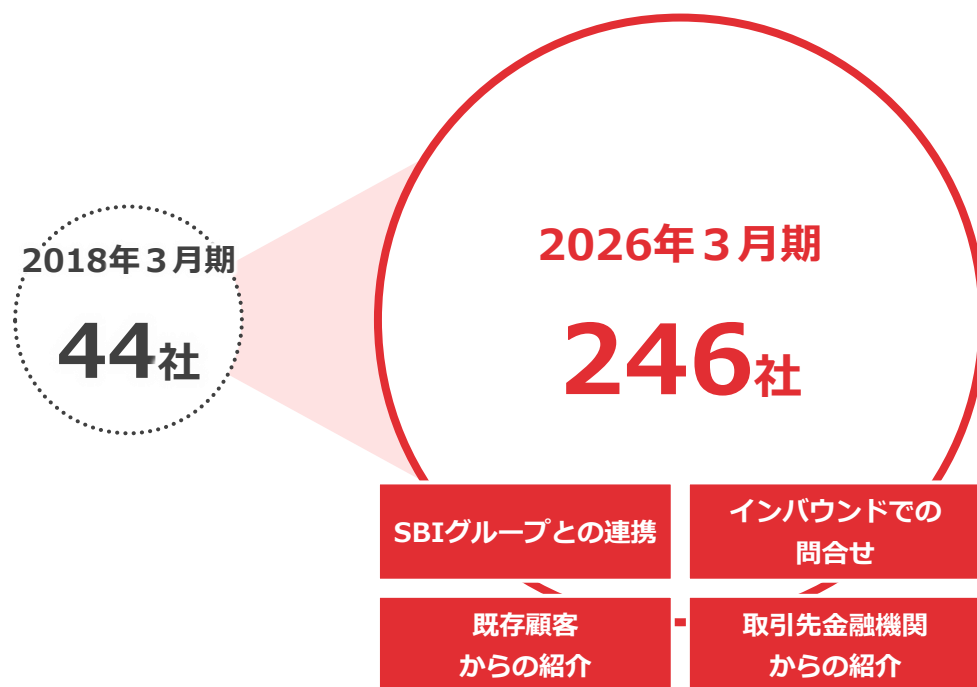 2018年３月期
44社
2026年３月期
246社
SBIグループとの連携
インバウンドでの
問合せ
既存顧客
からの紹介
取引先金融機関
からの紹介